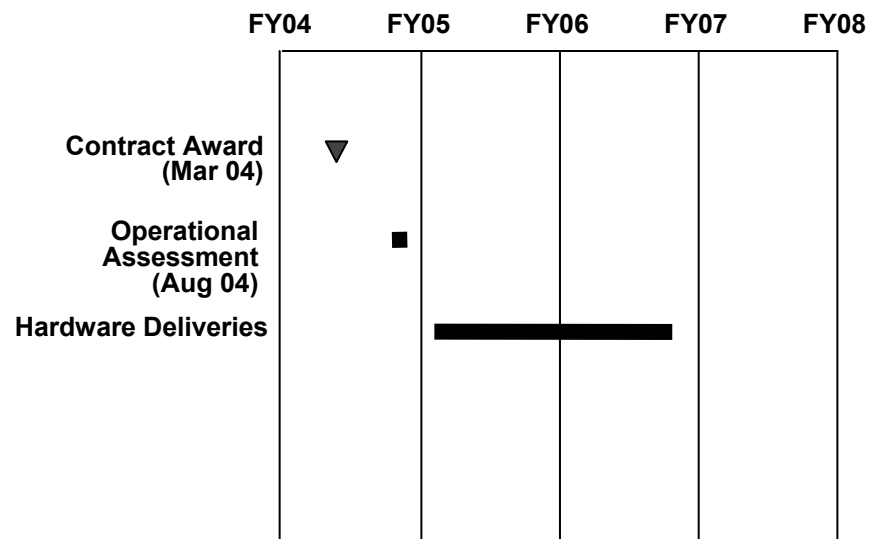 FY04 FY05 FY06 FY07 FY08
Contract Award
(Mar 04)
Operational
Assessment
(Aug 04)
Hardware Deliveries